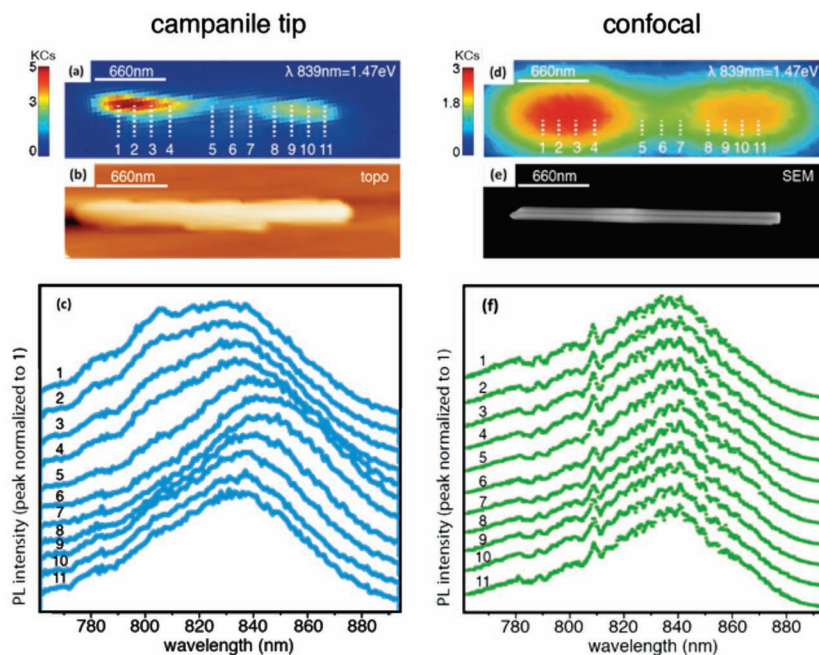 campanile tip
confocal
KCs
5
3
0
(a)
660nm
λ 839nm=1.47eV
1 2 3 4 5 6 7 8 9 10 11
(b)
660nm
topo
KCs
3
1.8
0
(d)
660nm
λ 839nm=1.47eV
1 2 3 4 5 6 7 8 9 10 11
(e)
660nm
SEM
(c)
PL intensity (peak normalized to 1)
1
2
3
4
5
6
7
8
9
10
11
780 800 820 840 860 880
wavelength (nm)
(f)
PL intensity (peak normalized to 1)
1
2
3
4
5
6
7
8
9
10
11
780 800 820 840 860 880
wavelength (nm)